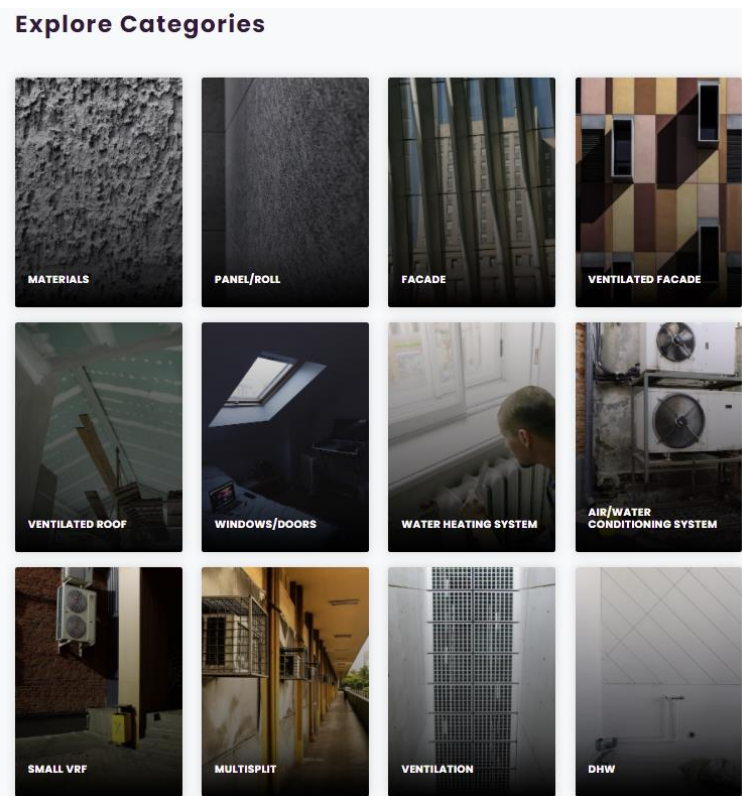 Explore Categories
MATERIALS
PANEL/ROLL
FACADE
VENTILATED FACADE
VENTILATED ROOF
WINDOWS/DOORS
WATER HEATING SYSTEM
AIR/WATER
CONDITIONING SYSTEM
SMALL VRF
MULTISPLIT
VENTILATION
DHW